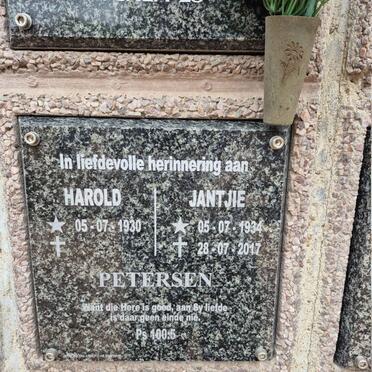 In liefdevolle herinnering aan
HAROLD JANTJIE
05-07-1930 05-07-1934
28-07-2017
PETERSEN
Want die Here is goed, aan Sy liefde
is daar geen einde nie.
Ps 100:5